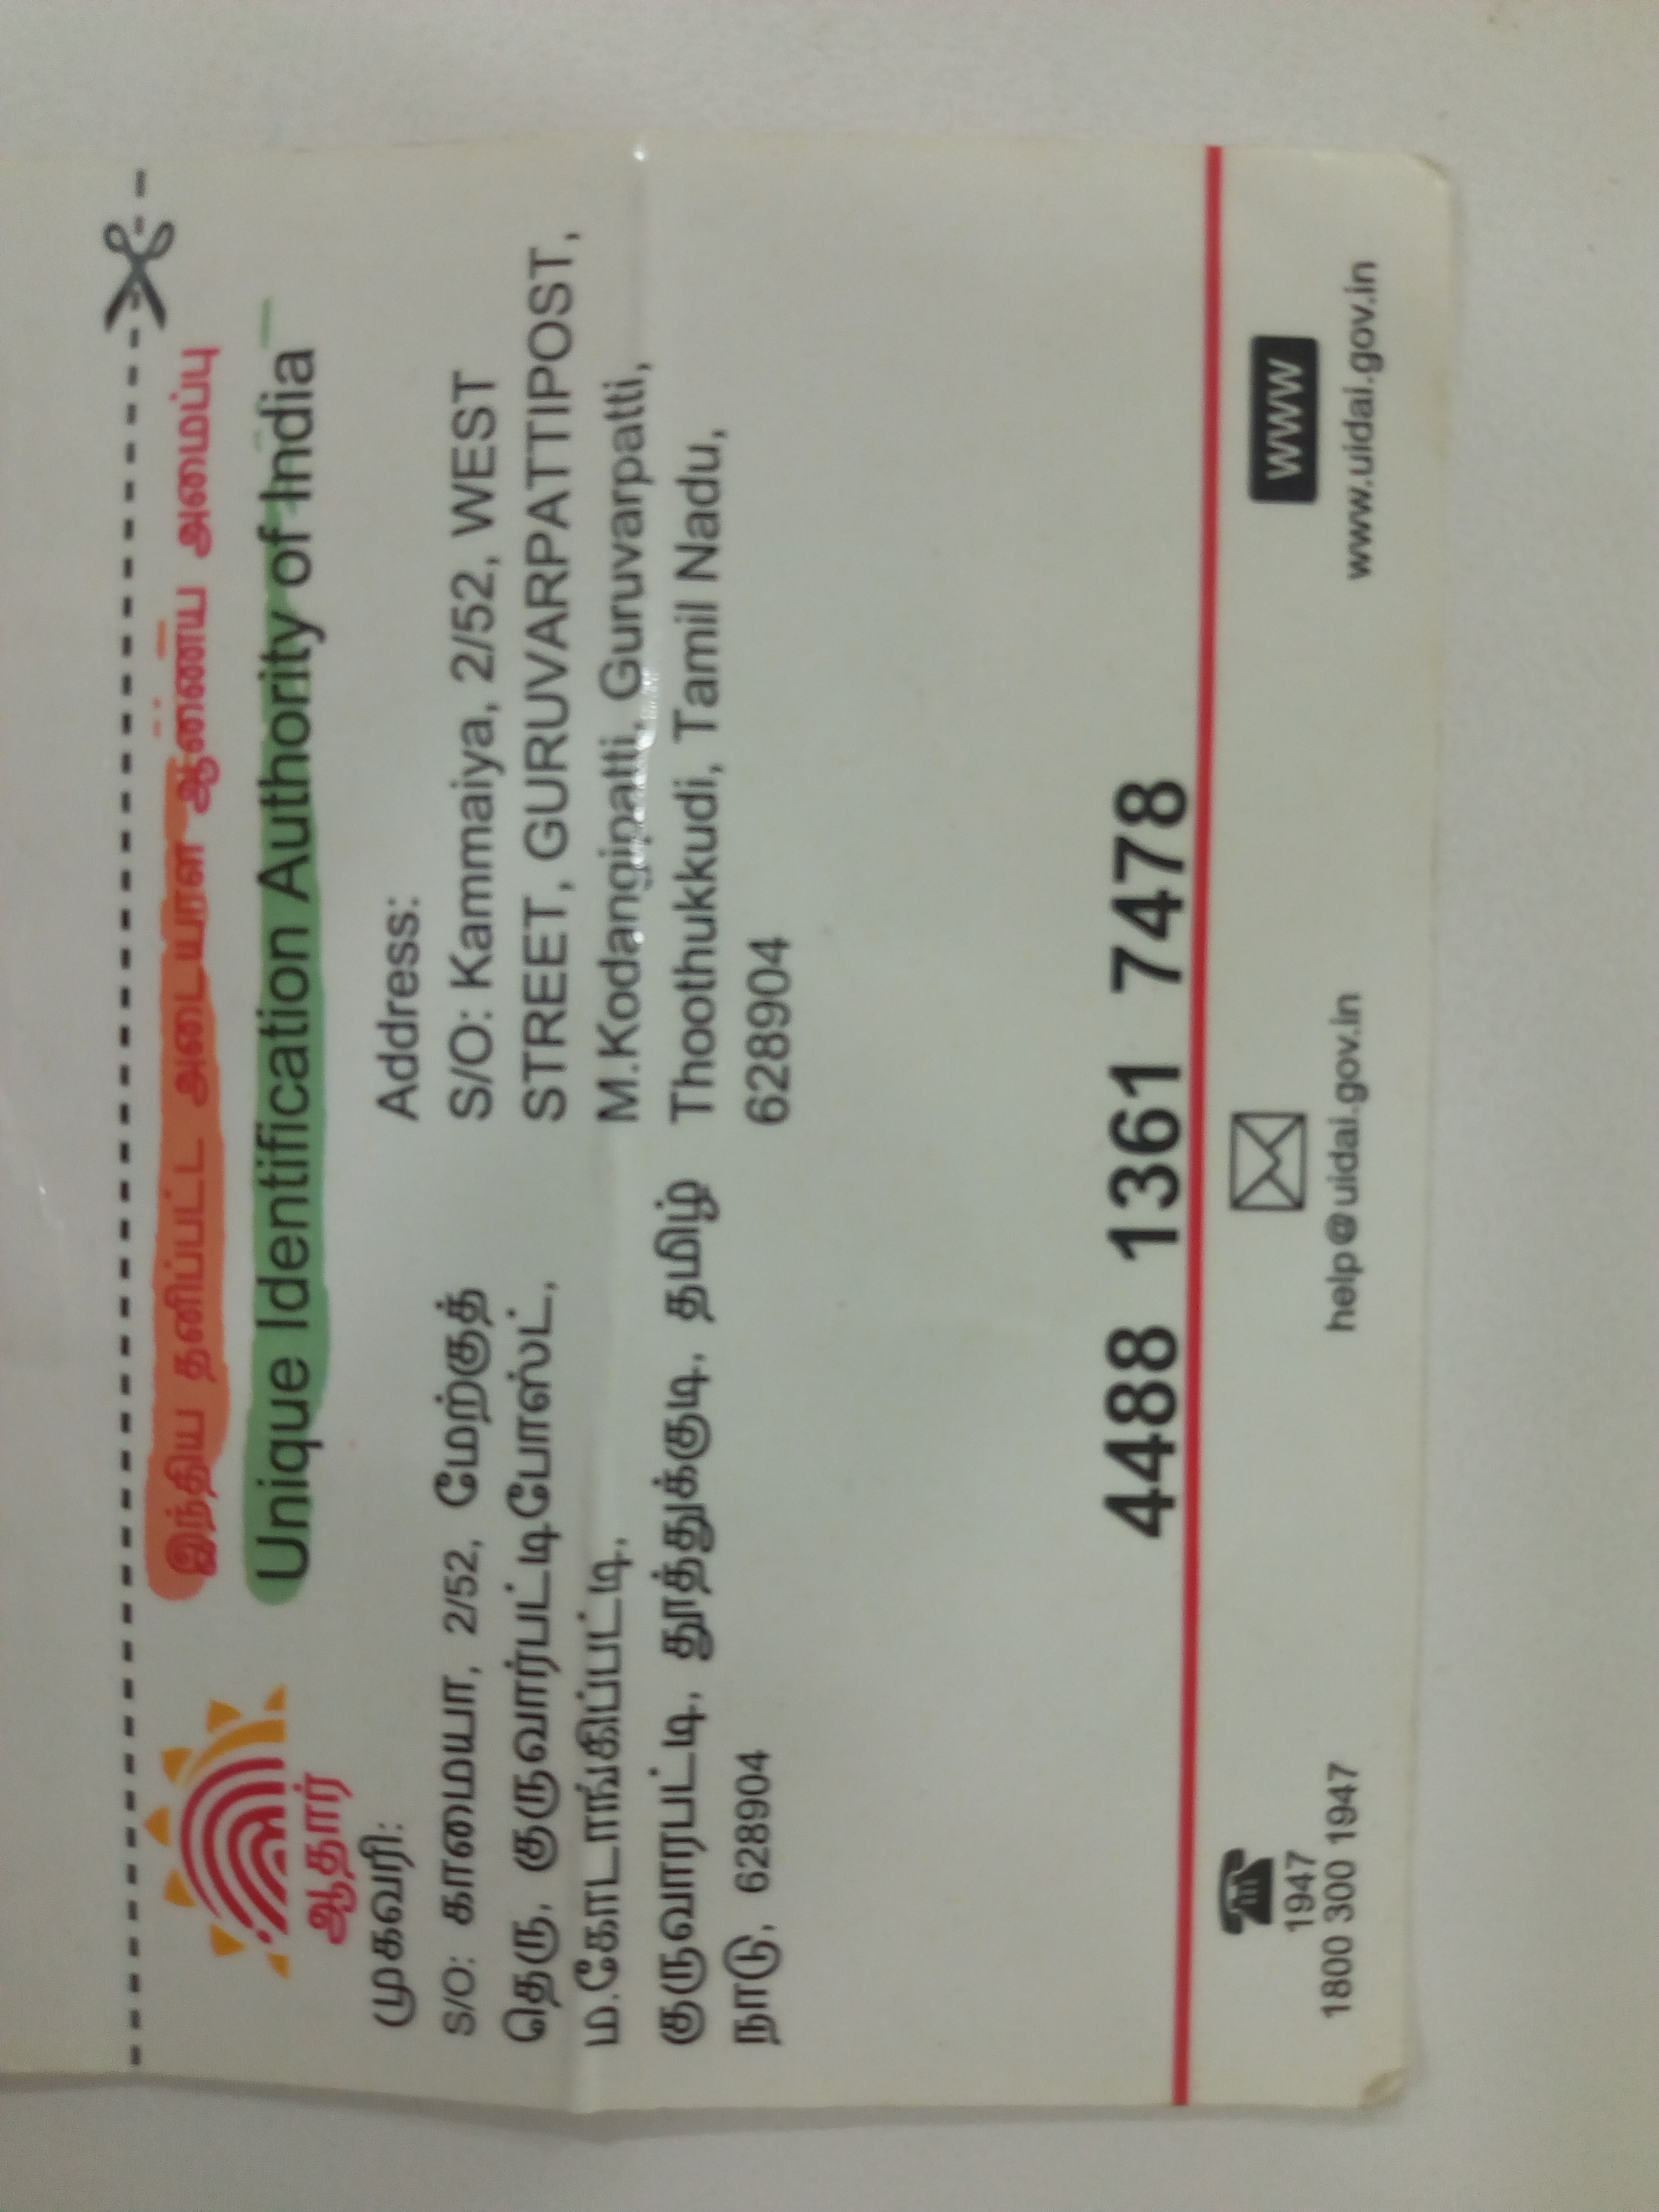 இந்திய தனிப்பட்ட அடையாள ஆணைய அமைப்பு
Unique Identification Authority of India
ஆதார்
முகவரி:
S/O: காமையா, 2/52, மேற்குத்
தெரு, குருவார்பட்டிபோஸ்ட்,
ம.கோடாங்கிப்பட்டி,
குருவாரபட்டி, தூத்துக்குடி, தமிழ்
நாடு, 628904
Address:
S/O: Kammaiya, 2/52, WEST
STREET, GURUVARPATTIPOST,
M.Kodangipatti, Guruvarpatti,
Thoothukkudi, Tamil Nadu,
628904
4488 1361 7478
1947
1800 300 1947
help@uidai.gov.in
WWW
www.uidai.gov.in